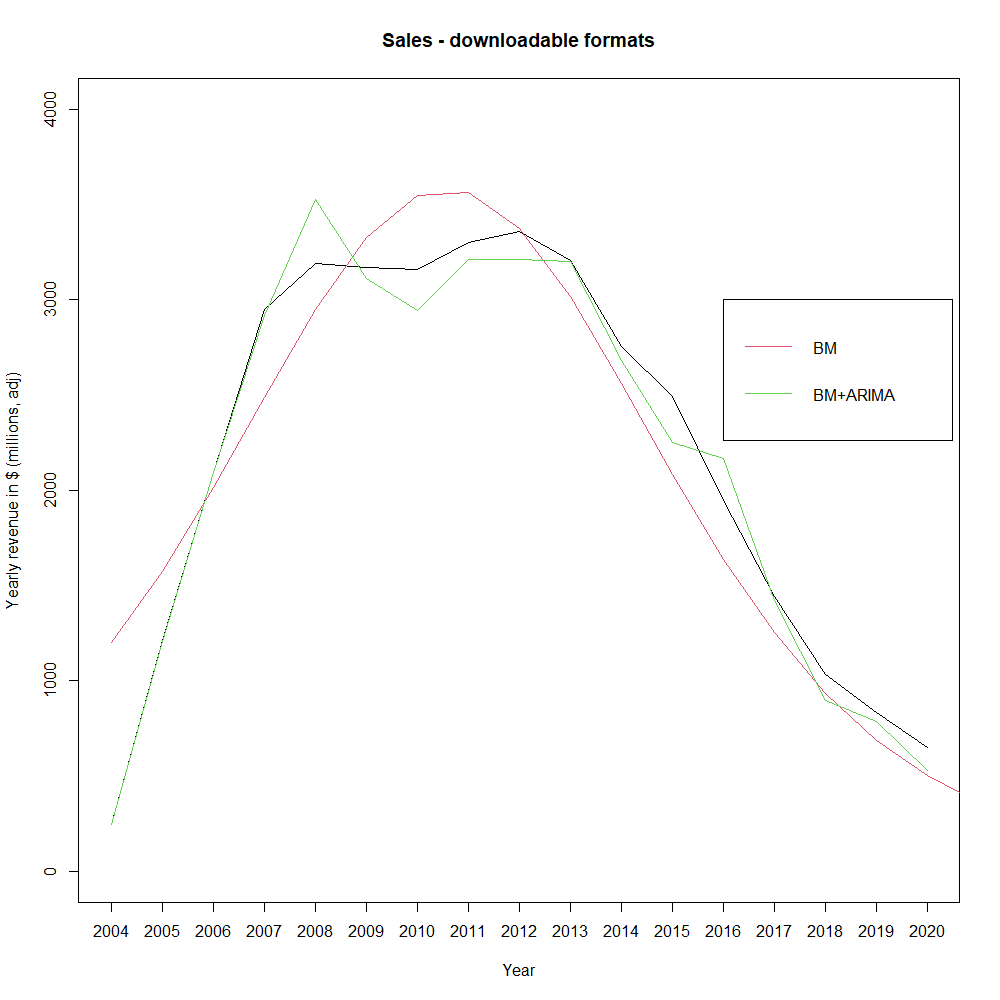 Sales - downloadable formats
Yearly revenue in $ (millions, adj)
4000
3000
2000
1000
0
BM
BM+ARIMA
2004 2005 2006 2007 2008 2009 2010 2011 2012 2013 2014 2015 2016 2017 2018 2019 2020
Year